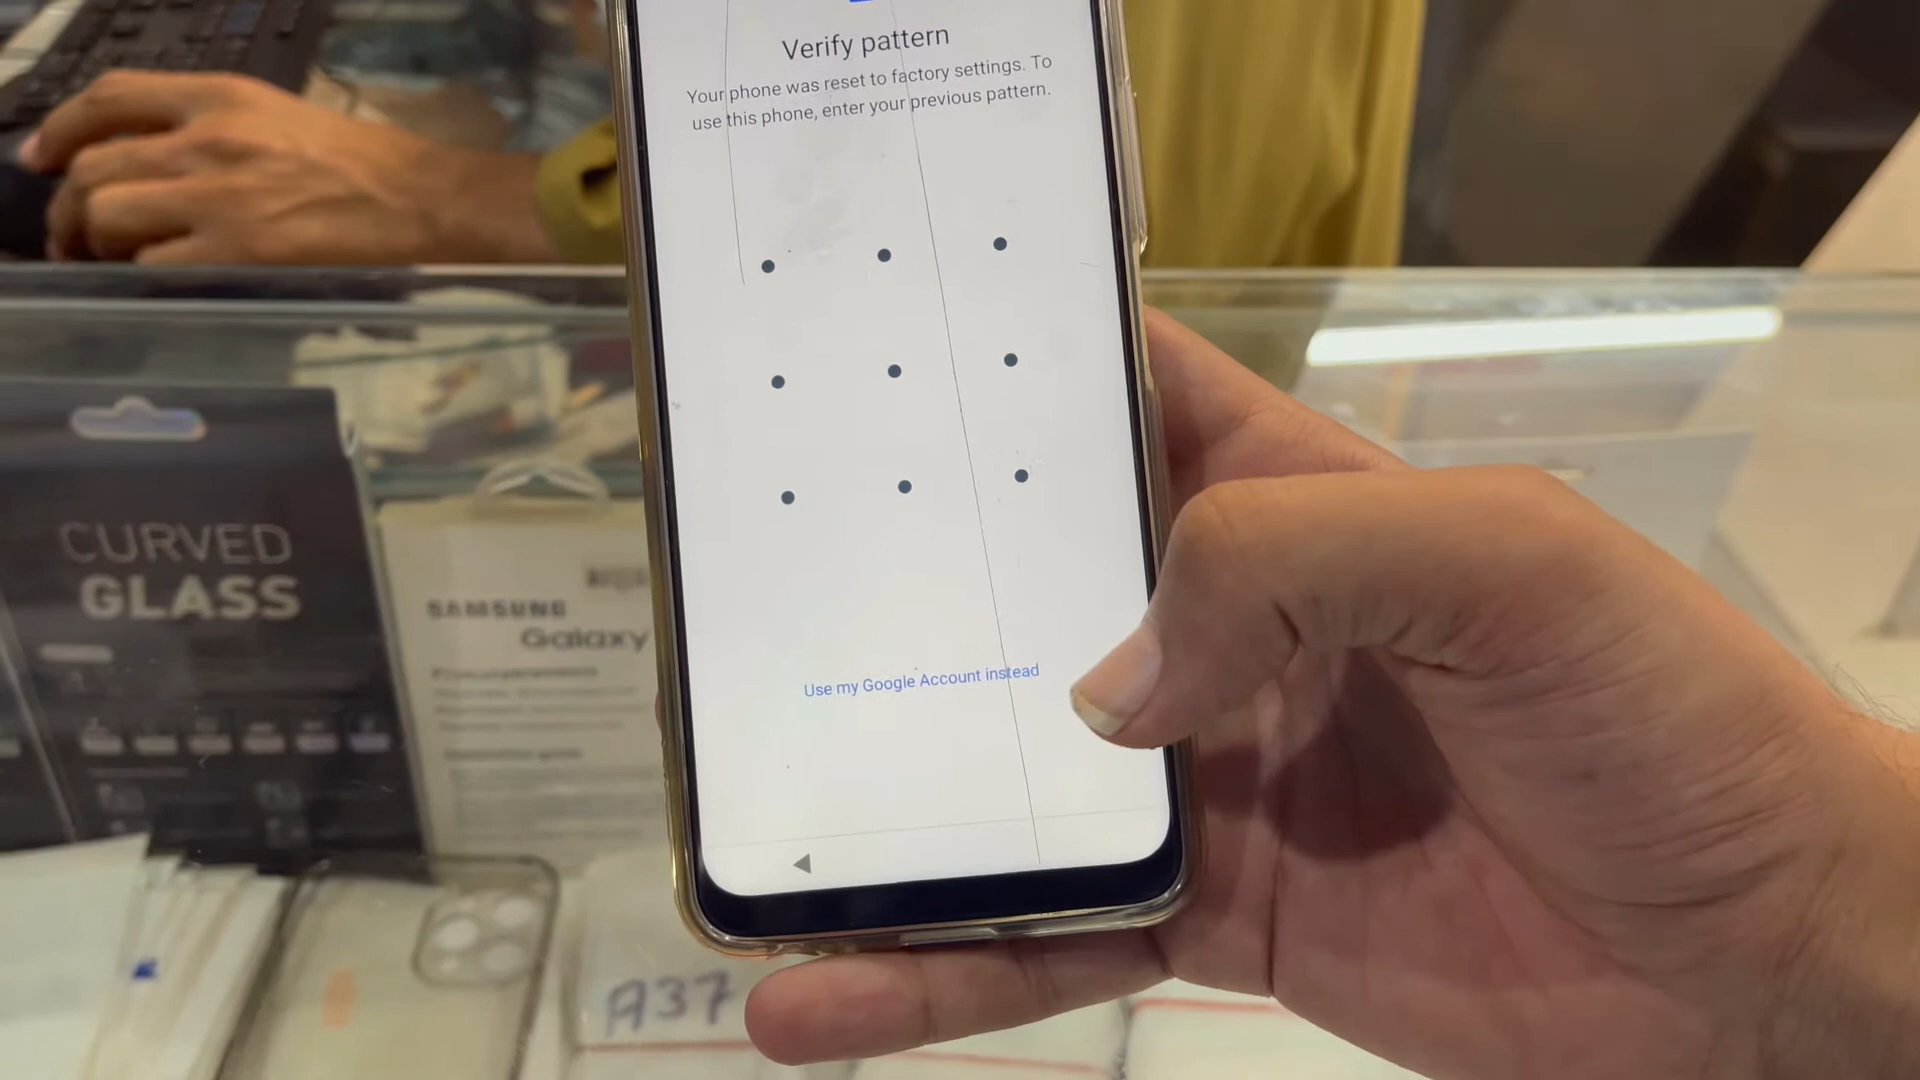 Verify pattern
Your phone was reset to factory settings. To
use this phone, enter your previous pattern.
Use my Google Account instead
CURVED
GLASS
SAMSUNG
Galaxy
A37